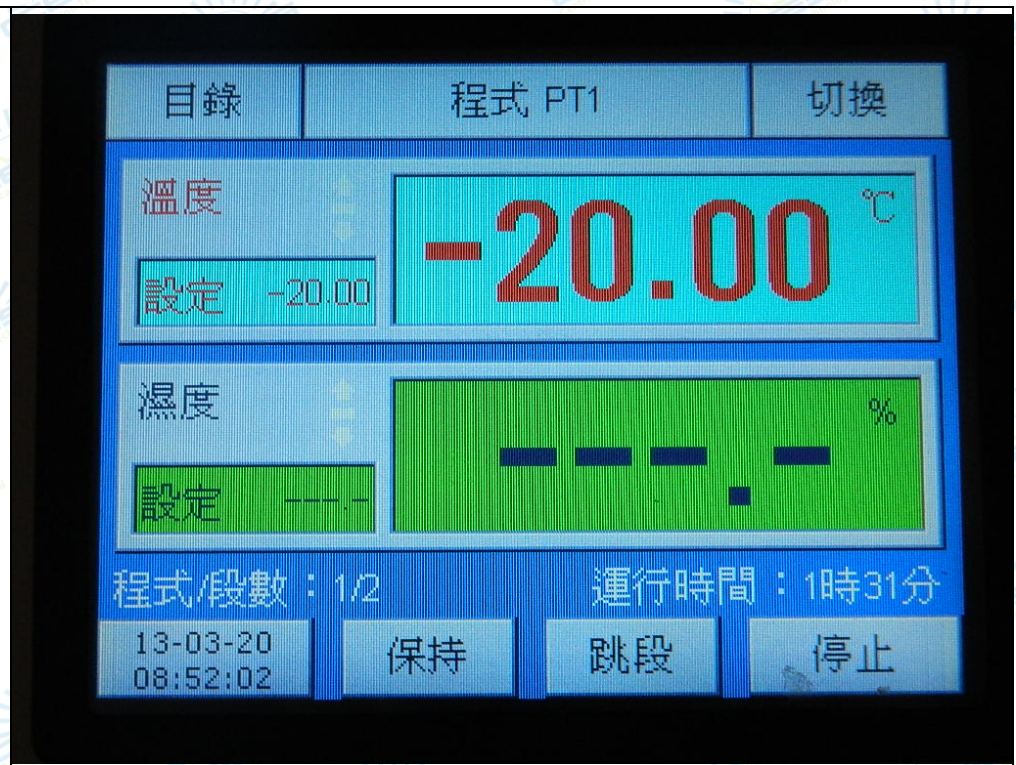 目錄 程式 PT1 切換
溫度
-20.00 ℃
設定 -20.00
濕度
---.- %
設定 ---.-
程式/段數：1/2 運行時間：1時31分
13-03-20
08:52:02
保持 跳段 停止